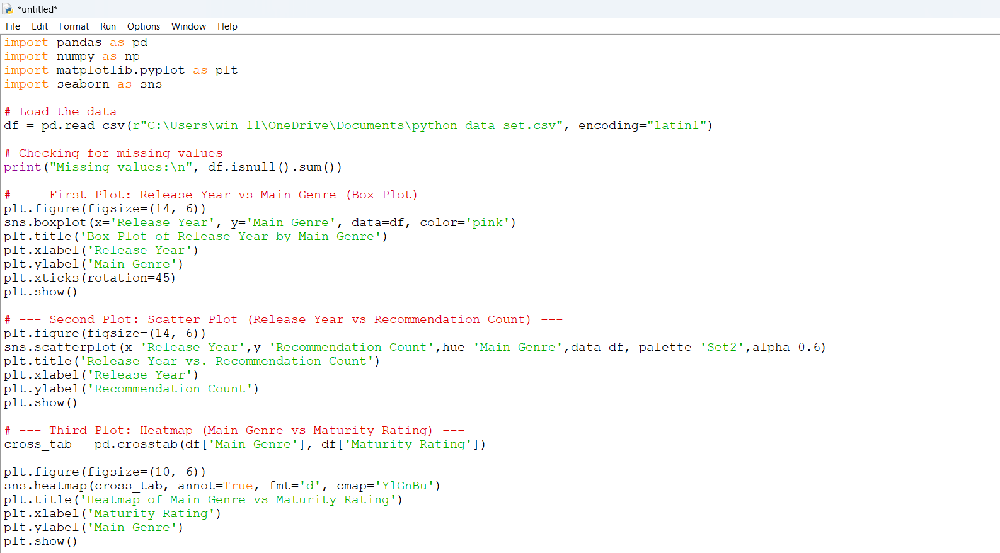 *untitled*
File Edit Format Run Options Window Help
import pandas as pd
import numpy as np
import matplotlib.pyplot as plt
import seaborn as sns
# Load the data
df = pd.read_csv(r"C:\Users\win 11\OneDrive\Documents\python data set.csv", encoding="latin1")
# Checking for missing values
print("Missing values:\n", df.isnull().sum())
# --- First Plot: Release Year vs Main Genre (Box Plot) ---
plt.figure(figsize=(14, 6))
sns.boxplot(x='Release Year', y='Main Genre', data=df, color='pink')
plt.title('Box Plot of Release Year by Main Genre')
plt.xlabel('Release Year')
plt.ylabel('Main Genre')
plt.xticks(rotation=45)
plt.show()
# --- Second Plot: Scatter Plot (Release Year vs Recommendation Count) ---
plt.figure(figsize=(14, 6))
sns.scatterplot(x='Release Year',y='Recommendation Count',hue='Main Genre',data=df, palette='Set2',alpha=0.6)
plt.title('Release Year vs. Recommendation Count')
plt.xlabel('Release Year')
plt.ylabel('Recommendation Count')
plt.show()
# --- Third Plot: Heatmap (Main Genre vs Maturity Rating) ---
cross_tab = pd.crosstab(df['Main Genre'], df['Maturity Rating'])
plt.figure(figsize=(10, 6))
sns.heatmap(cross_tab, annot=True, fmt='d', cmap='YlGnBu')
plt.title('Heatmap of Main Genre vs Maturity Rating')
plt.xlabel('Maturity Rating')
plt.ylabel('Main Genre')
plt.show()